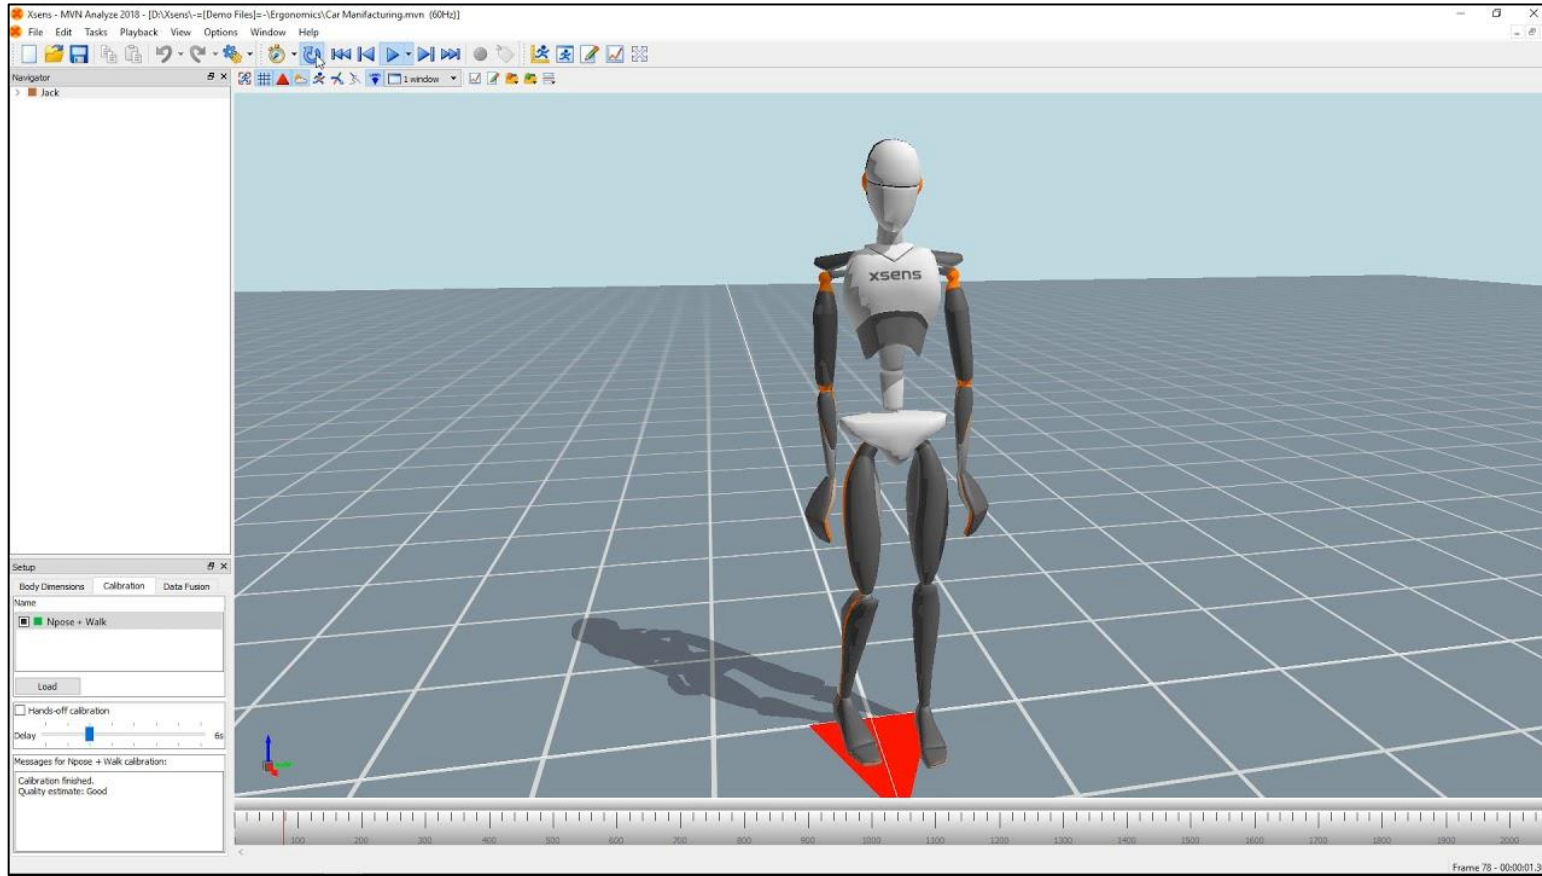 Xsens - MVN Analyze 2018 - [D:\Xsens\-=[Demo Files]=-\Ergonomics\Car Manifacturing.mvn (60Hz)]
File Edit Tasks Playback View Options Window Help
Navigator
1 window
Jack
xsens
Setup
Body Dimensions Calibration Data Fusion
Name
Npose + Walk
Load
Hands-off calibration
Delay 6s
Messages for Npose + Walk calibration:
Calibration finished.
Quality estimate: Good
100 200 300 400 500 600 700 800 900 1000 1100 1200 1300 1400 1500 1600 1700 1800 1900 2000
Frame 78 - 00:00:01.3